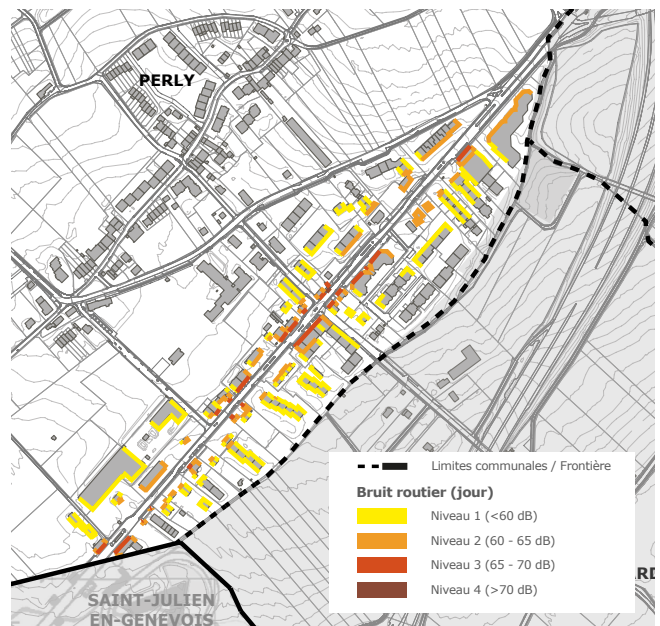 PERLY
Limites communales / Frontière
Bruit routier (jour)
Niveau 1 (<60 dB)
Niveau 2 (60 - 65 dB)
Niveau 3 (65 - 70 dB)
Niveau 4 (>70 dB)
SAINT-JULIEN
EN-GENEVOIS